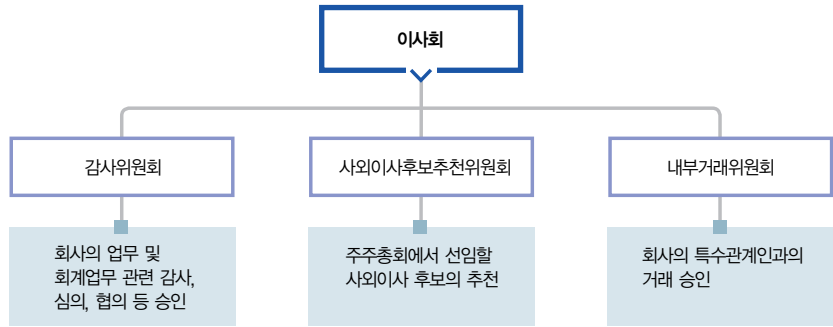 이사회
감사위원회
사외이사후보추천위원회
내부거래위원회
회사의 업무 및
회계업무 관련 감사,
심의, 협의 등 승인
주주총회에서 선임할
사외이사 후보의 추천
회사의 특수관계인과의
거래 승인